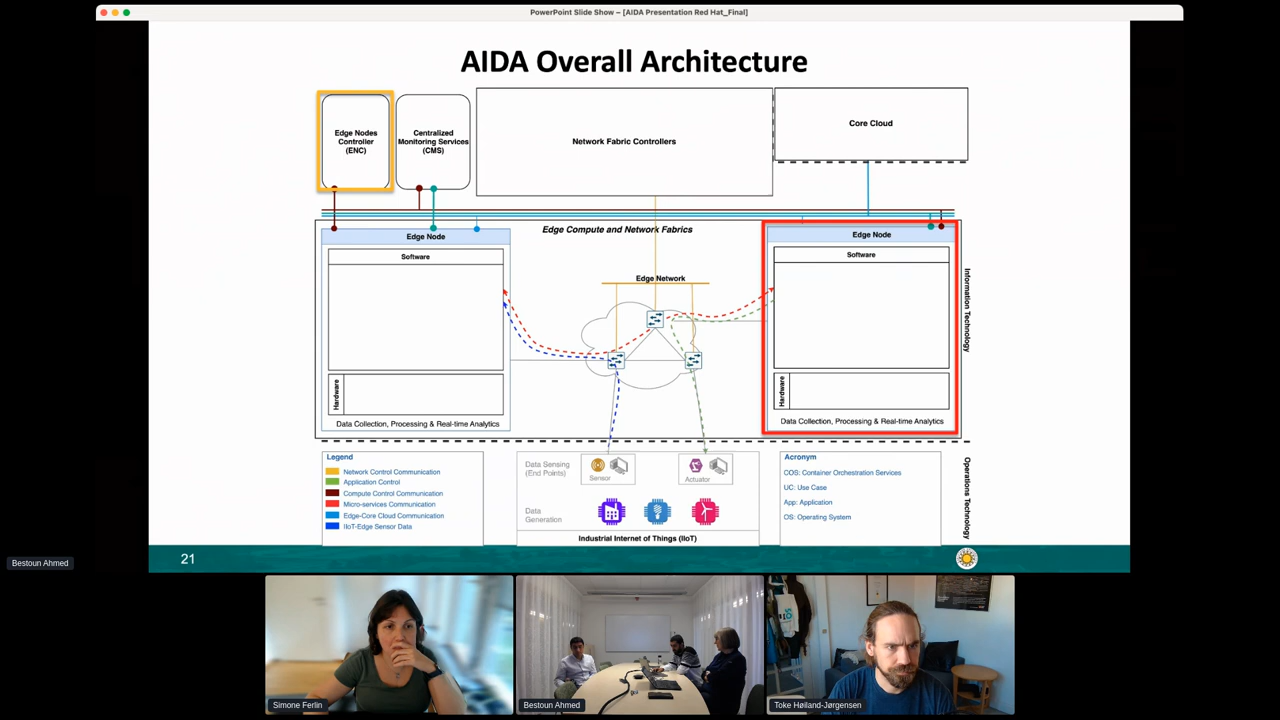 PowerPoint Slide Show – [AIDA Presentation Red Hat_Final]
AIDA Overall Architecture
Edge Nodes
Controller
(ENC)
Centralized
Monitoring Services
(CMS)
Network Fabric Controllers
Core Cloud
Edge Compute and Network Fabrics
Edge Node
Software
Hardware
Data Collection, Processing & Real-time Analytics
Edge Network
Edge Node
Software
Hardware
Data Collection, Processing & Real-time Analytics
Information Technology
Legend
Network Control Communication
Application Control
Compute Control Communication
Micro-services Communication
Edge-Core Cloud Communication
IIoT-Edge Sensor Data
Data Sensing
(End Points)
Sensor
Actuator
Data
Generation
Industrial Internet of Things (IIoT)
Acronym
COS: Container Orchestration Services
UC: Use Case
App: Application
OS: Operating System
Operations Technology
21
Bestoun Ahmed
Simone Ferlin
Bestoun Ahmed
Toke Høiland-Jørgensen